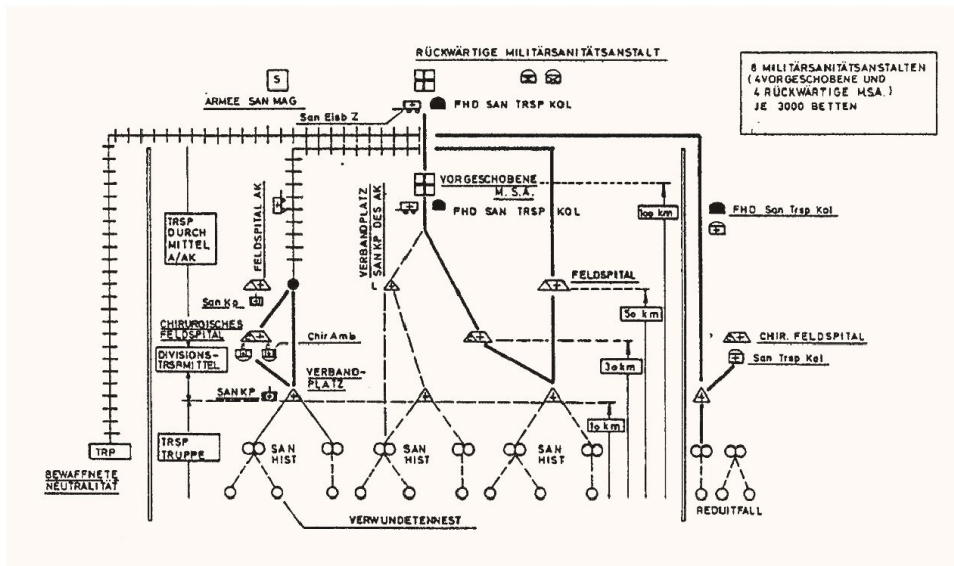 RÜCKWÄRTIGE MILITÄRSANITÄTSANSTALT
8 MILITÄRSANITÄTSANSTALTEN
(4 VORGESCHOBENE UND
4 RÜCKWÄRTIGE M.S.A.)
JE 3000 BETTEN
S
ARMEE SAN MAG
FHD SAN TRSP KOL
San Eisb Z
FELDSPITAL AK
VERBANDPLATZ
SAN KP DES AK
VORGESCHOBENE
M.S.A.
FHD SAN TRSP KOL
100 km
FHD San Trsp Kol
TRSP
DURCH
MITTEL
A/AK
FELDSPITAL
San Kp
50 km
CHIRURGISCHES
FELDSPITAL
Chir Amb
CHIR. FELDSPITAL
DIVISIONS-
TRSPMITTEL
San Trsp Kol
30 km
VERBAND-
PLATZ
SAN KP
10 km
TRP
TRSP
TRUPPE
SAN
HIST
SAN
HIST
SAN
HIST
BEWAFFNETE
NEUTRALITÄT
REDUITFALL
VERWUNDETENNEST